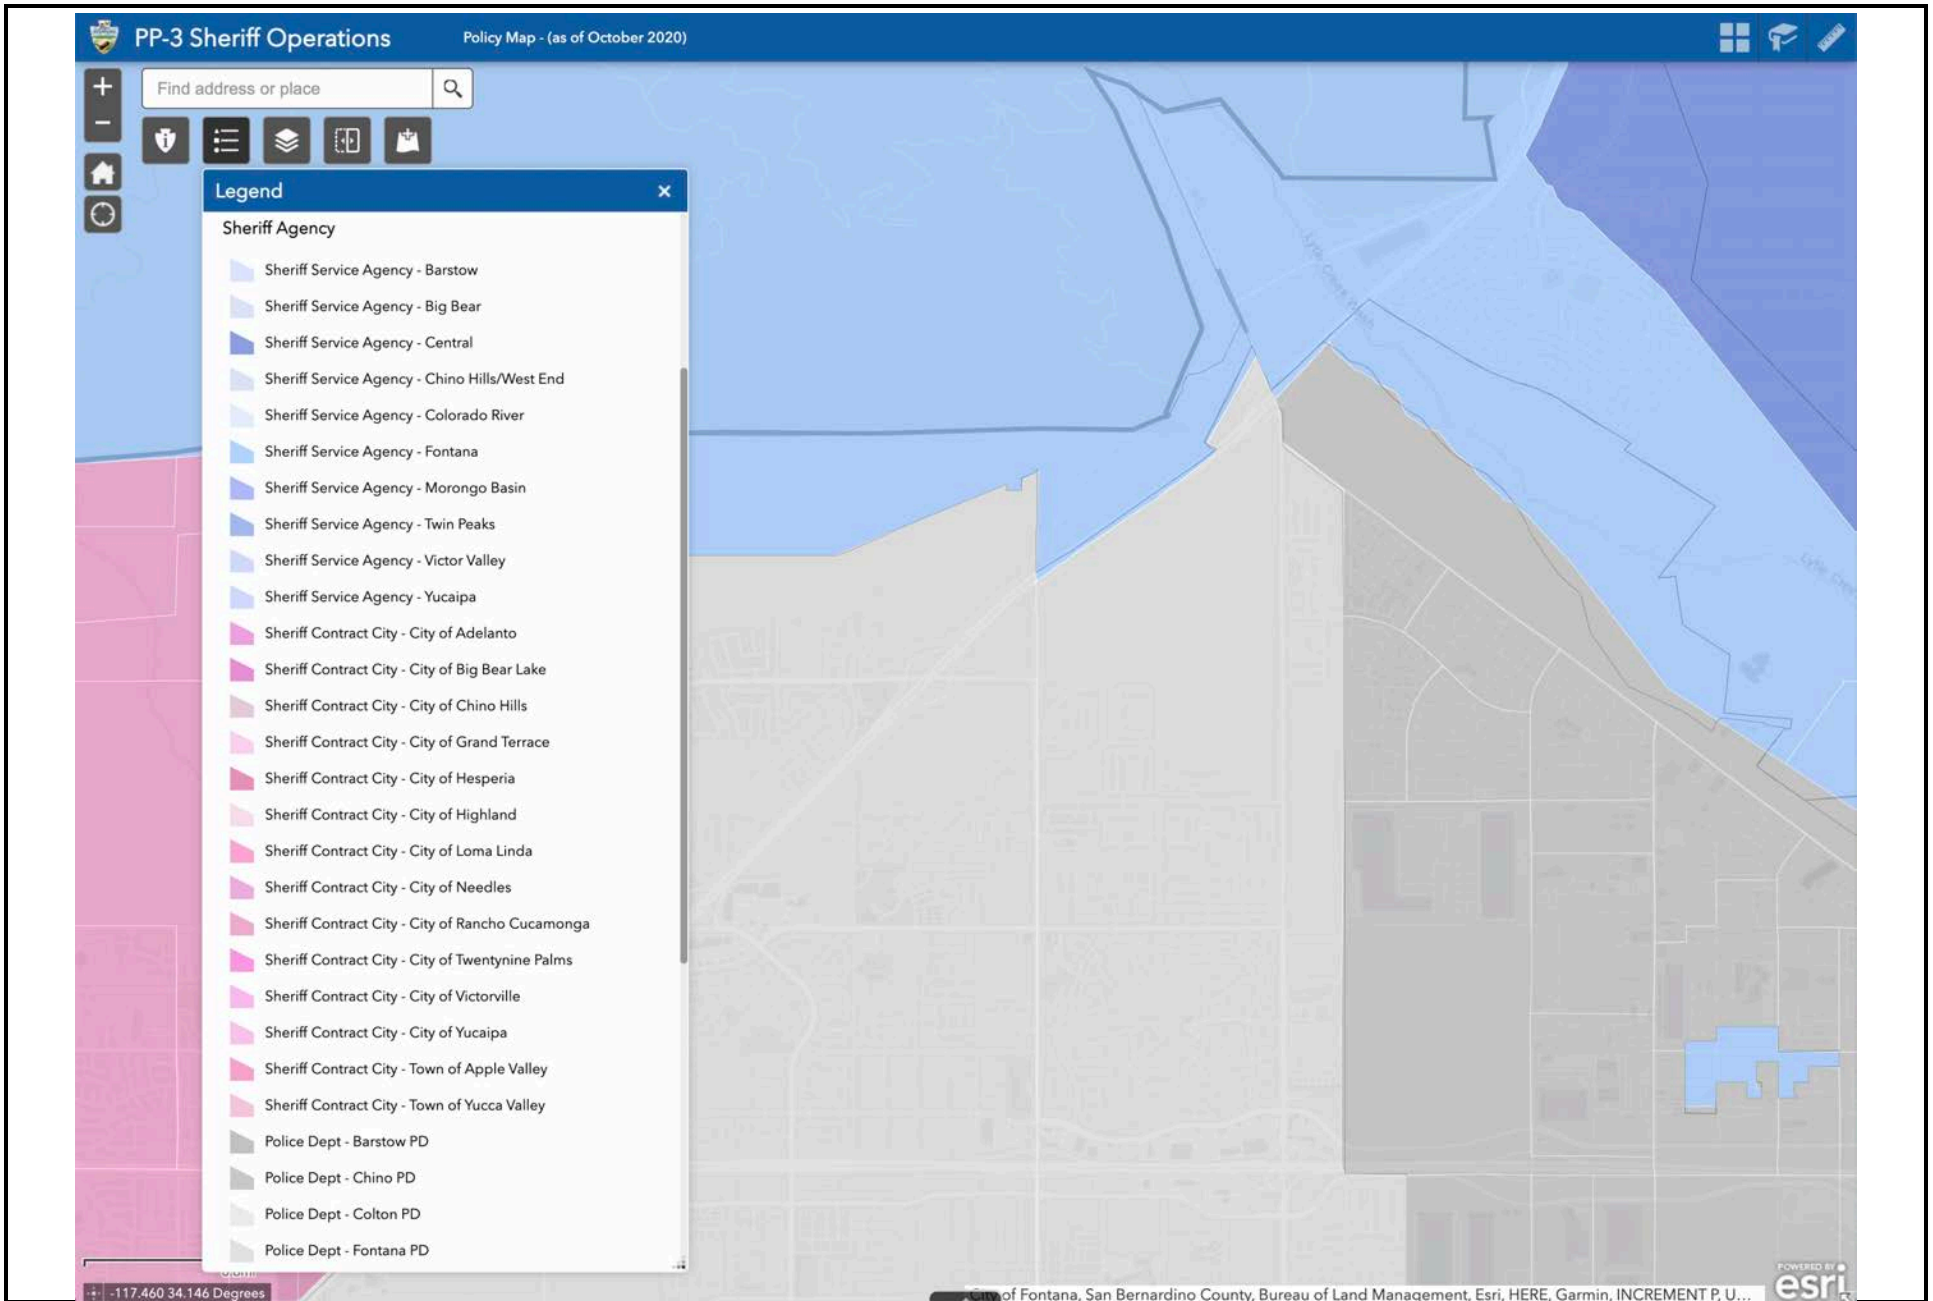 PP-3 Sheriff Operations
Policy Map - (as of October 2020)
+
Find address or place
−
Legend
×
Sheriff Agency
Sheriff Service Agency - Barstow
Sheriff Service Agency - Big Bear
Sheriff Service Agency - Central
Sheriff Service Agency - Chino Hills/West End
Sheriff Service Agency - Colorado River
Sheriff Service Agency - Fontana
Sheriff Service Agency - Morongo Basin
Sheriff Service Agency - Twin Peaks
Sheriff Service Agency - Victor Valley
Sheriff Service Agency - Yucaipa
Sheriff Contract City - City of Adelanto
Sheriff Contract City - City of Big Bear Lake
Sheriff Contract City - City of Chino Hills
Sheriff Contract City - City of Grand Terrace
Sheriff Contract City - City of Hesperia
Sheriff Contract City - City of Highland
Sheriff Contract City - City of Loma Linda
Sheriff Contract City - City of Needles
Sheriff Contract City - City of Rancho Cucamonga
Sheriff Contract City - City of Twentynine Palms
Sheriff Contract City - City of Victorville
Sheriff Contract City - City of Yucaipa
Sheriff Contract City - Town of Apple Valley
Sheriff Contract City - Town of Yucca Valley
Police Dept - Barstow PD
Police Dept - Chino PD
Police Dept - Colton PD
Police Dept - Fontana PD
Lytle Creek Wash
Lytle Cree
-117.460 34.146 Degrees
City of Fontana, San Bernardino County, Bureau of Land Management, Esri, HERE, Garmin, INCREMENT P, U...
POWERED BY
esri